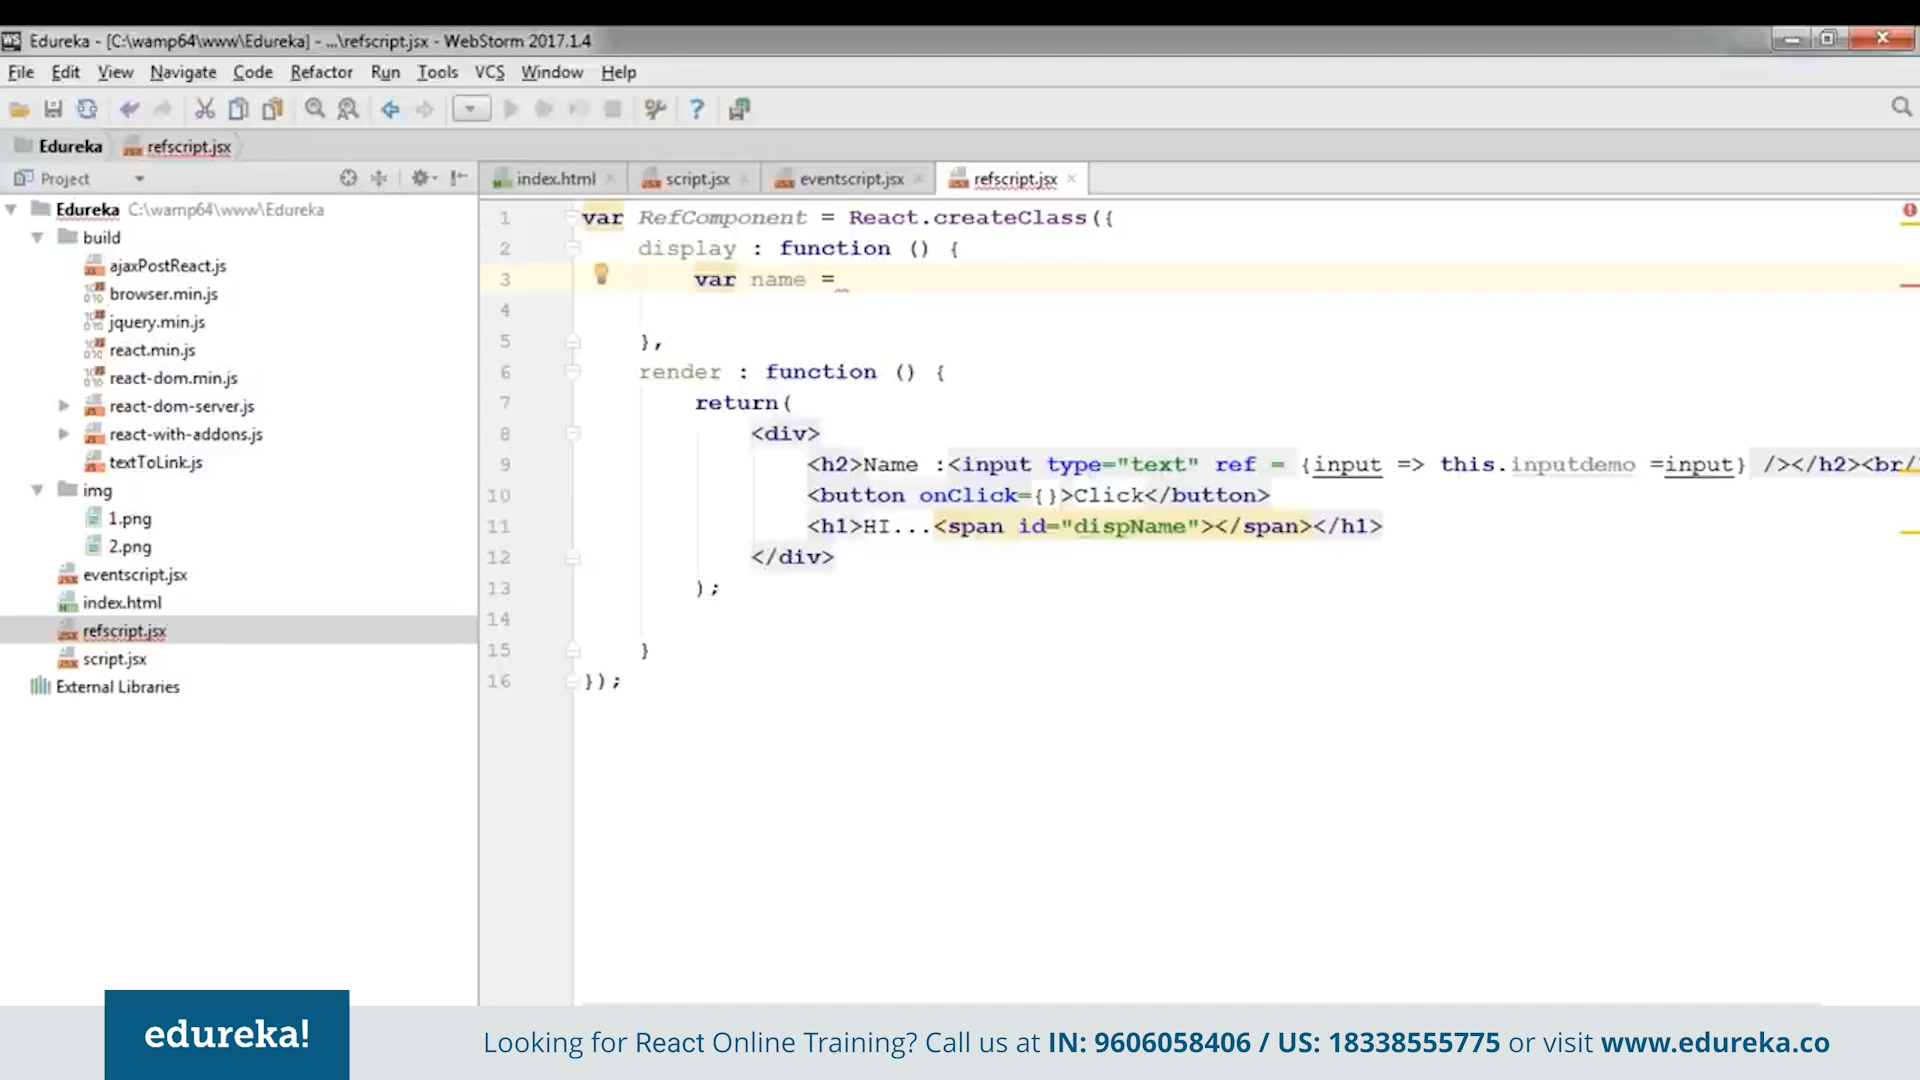 Edureka - [C:\wamp64\www\Edureka] - ...\refscript.jsx - WebStorm 2017.1.4
File Edit View Navigate Code Refactor Run Tools VCS Window Help
Edureka refscript.jsx
Project
index.html script.jsx eventscript.jsx refscript.jsx
Edureka C:\wamp64\www\Edureka
build
ajaxPostReact.js
browser.min.js
jquery.min.js
react.min.js
react-dom.min.js
react-dom-server.js
react-with-addons.js
textToLink.js
img
1.png
2.png
eventscript.jsx
index.html
refscript.jsx
script.jsx
External Libraries
1 var RefComponent = React.createClass({
2 display : function () {
3 var name =
4
5 },
6 render : function () {
7 return(
8 <div>
9 <h2>Name :<input type="text" ref = {input => this.inputdemo =input} /></h2><br/
10 <button onClick={}>Click</button>
11 <h1>HI...<span id="dispName"></span></h1>
12 </div>
13 );
14
15 }
16 });
edureka!
Looking for React Online Training? Call us at IN: 9606058406 / US: 18338555775 or visit www.edureka.co